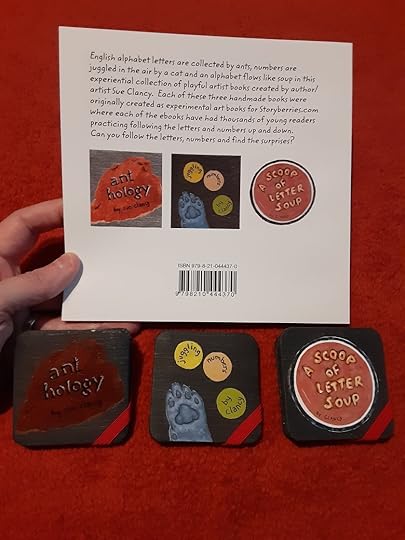 English alphabet letters are collected by ants, numbers are
juggled in the air by a cat and an alphabet flows like soup in this
experiential collection of playful artist books created by author/
artist Sue Clancy. Each of these three handmade books were
originally created as experimental art books for Storyberries.com
where each of the ebooks have had thousands of young readers
practicing following the letters and numbers up and down.
Can you follow the letters, numbers and find the surprises?
ant
hology
by sue clancy
juggling
numbers
by
Clancy
A SCOOP
OF
LETTER
SOUP
ISBN 979-8-21-044437-0
9 798210 444370
ant
hology
by sue clancy
juggling
numbers
by
Clancy
A SCOOP
OF
LETTER
SOUP
by CLANCY